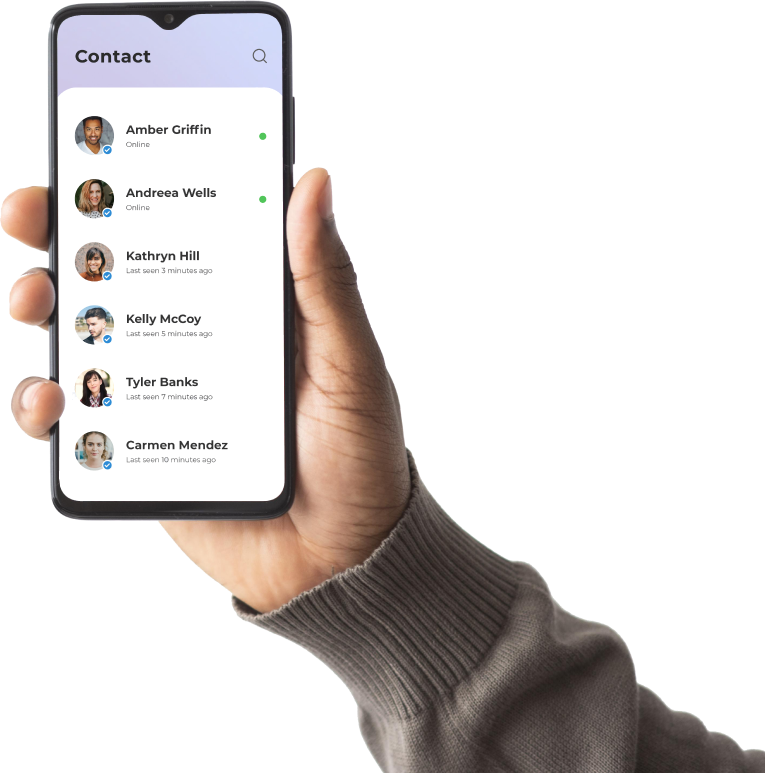 Contact
Amber Griffin
Online
Andreea Wells
Online
Kathryn Hill
Last seen 3 minutes ago
Kelly McCoy
Last seen 5 minutes ago
Tyler Banks
Last seen 7 minutes ago
Carmen Mendez
Last seen 10 minutes ago